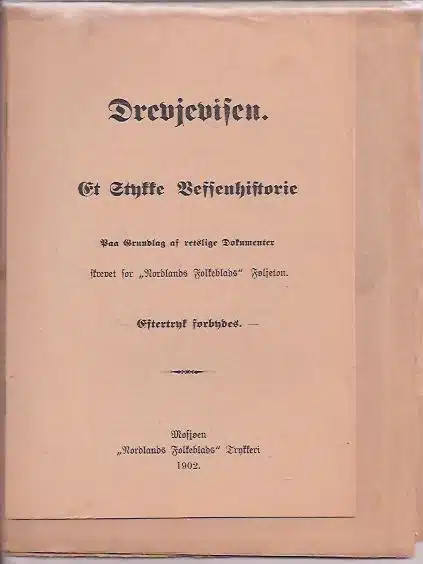 Drevjevisen.
Et Stykke Vefsenhistorie
Paa Grundlag af retslige Dokumenter
skrevet for „Nordlands Folkeblads“ Føljeton.
— Eftertryk forbydes. —
Mosjøen
„Nordlands Folkeblads“ Trykkeri
1902.